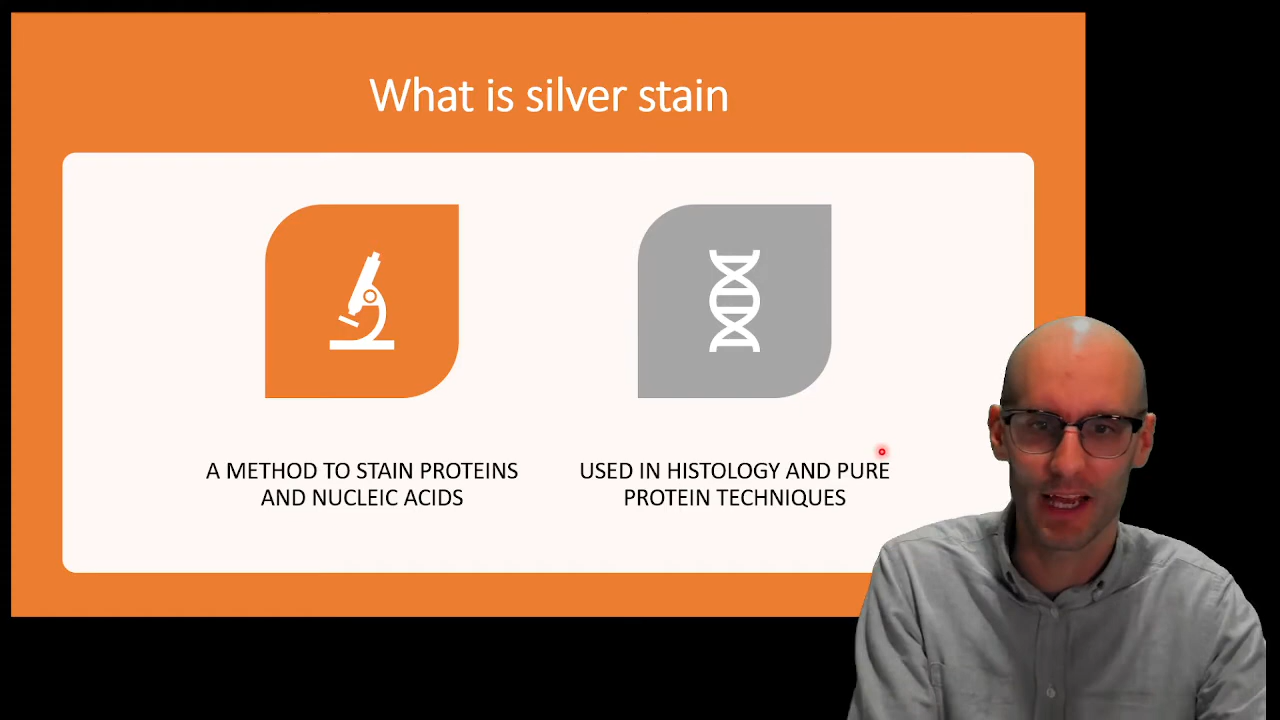 What is silver stain
A METHOD TO STAIN PROTEINS
AND NUCLEIC ACIDS
USED IN HISTOLOGY AND PURE
PROTEIN TECHNIQUES